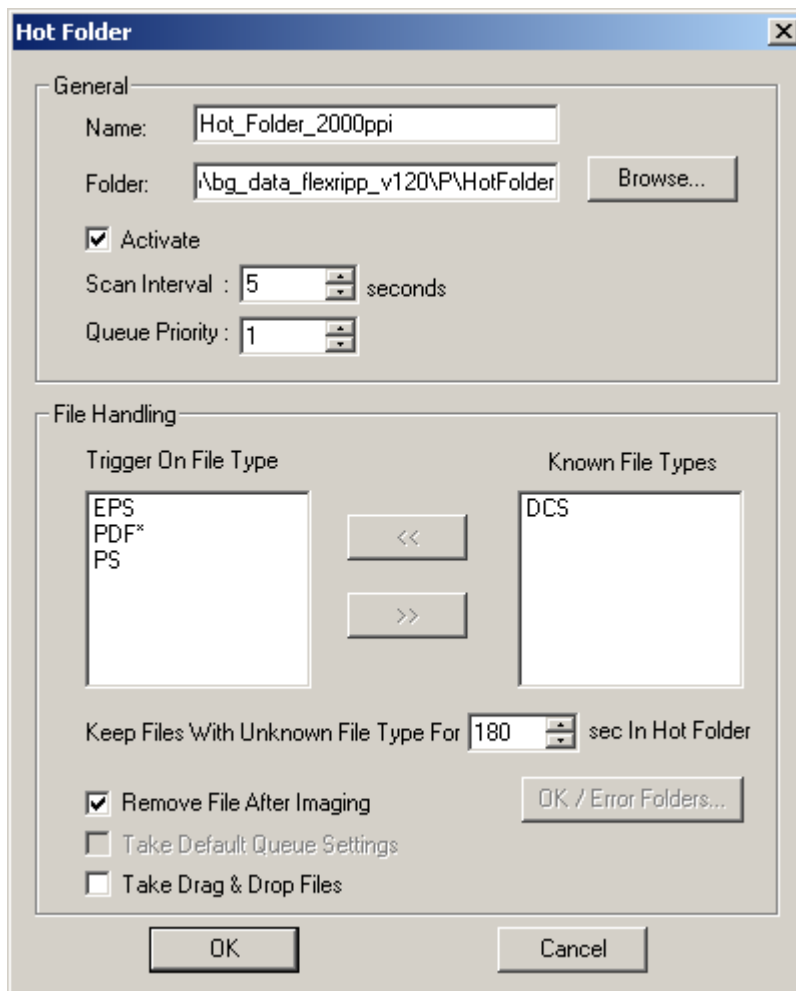 Hot Folder
General
Name: Hot_Folder_2000ppi
Folder: \bg_data_flexripp_v120\P\HotFolder Browse...
Activate
Scan Interval : 5 seconds
Queue Priority : 1
File Handling
Trigger On File Type Known File Types
EPS DCS
PDF*
PS
<<
>>
Keep Files With Unknown File Type For 180 sec In Hot Folder
Remove File After Imaging OK / Error Folders...
Take Default Queue Settings
Take Drag & Drop Files
OK Cancel